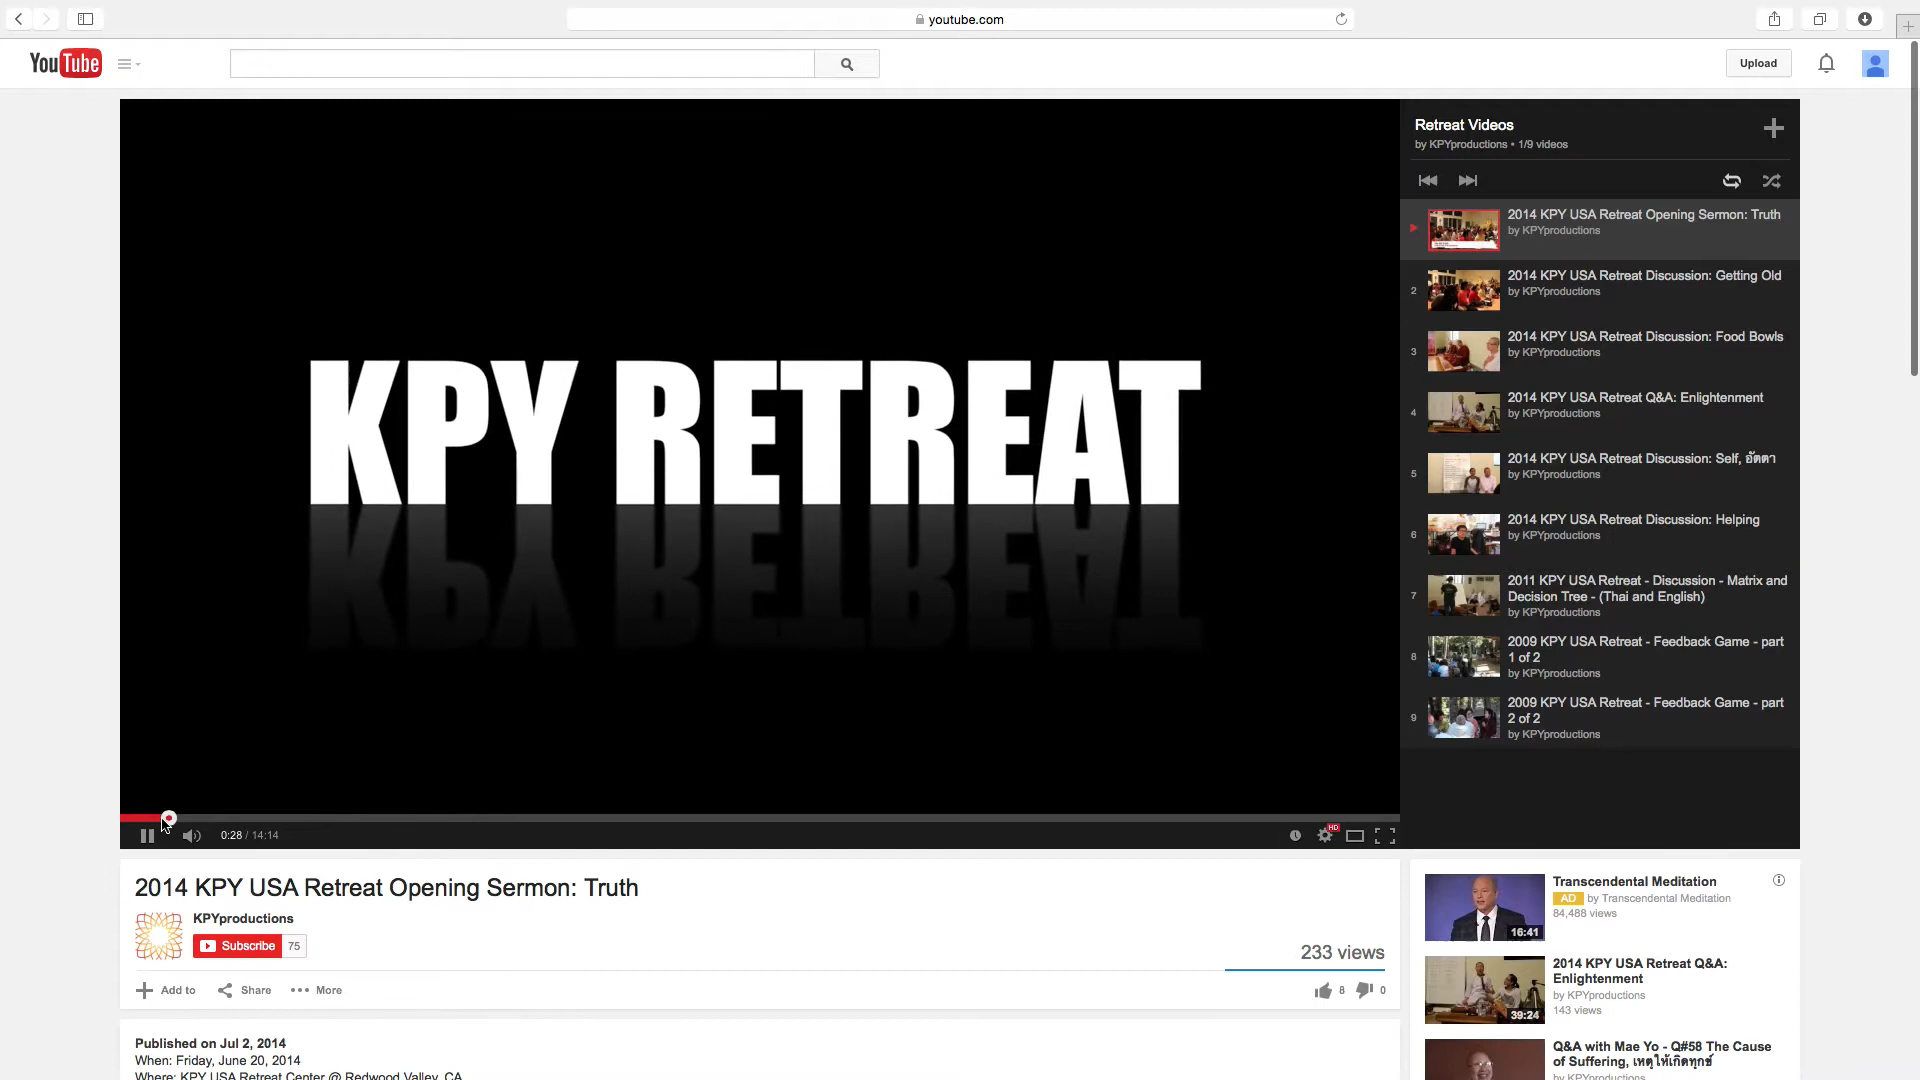 youtube.com
YouTube
Upload
KPY RETREAT
0:28 / 14:14
HD
Retreat Videos
by KPYproductions • 1/9 videos
2014 KPY USA Retreat Opening Sermon: Truth
by KPYproductions
2
2014 KPY USA Retreat Discussion: Getting Old
by KPYproductions
3
2014 KPY USA Retreat Discussion: Food Bowls
by KPYproductions
4
2014 KPY USA Retreat Q&A: Enlightenment
by KPYproductions
5
2014 KPY USA Retreat Discussion: Self, อัตตา
by KPYproductions
6
2014 KPY USA Retreat Discussion: Helping
by KPYproductions
7
2011 KPY USA Retreat - Discussion - Matrix and
Decision Tree - (Thai and English)
by KPYproductions
8
2009 KPY USA Retreat - Feedback Game - part
1 of 2
by KPYproductions
9
2009 KPY USA Retreat - Feedback Game - part
2 of 2
by KPYproductions
2014 KPY USA Retreat Opening Sermon: Truth
KPYproductions
Subscribe 75
233 views
Add to Share More
8 0
Published on Jul 2, 2014
When: Friday, June 20, 2014
Where: KPY USA Retreat Center @ Redwood Valley, CA
Transcendental Meditation
AD by Transcendental Meditation
84,488 views
16:41
2014 KPY USA Retreat Q&A:
Enlightenment
by KPYproductions
143 views
39:24
Q&A with Mae Yo - Q#58 The Cause
of Suffering, เหตุให้เกิดทุกข์
by KPYproductions